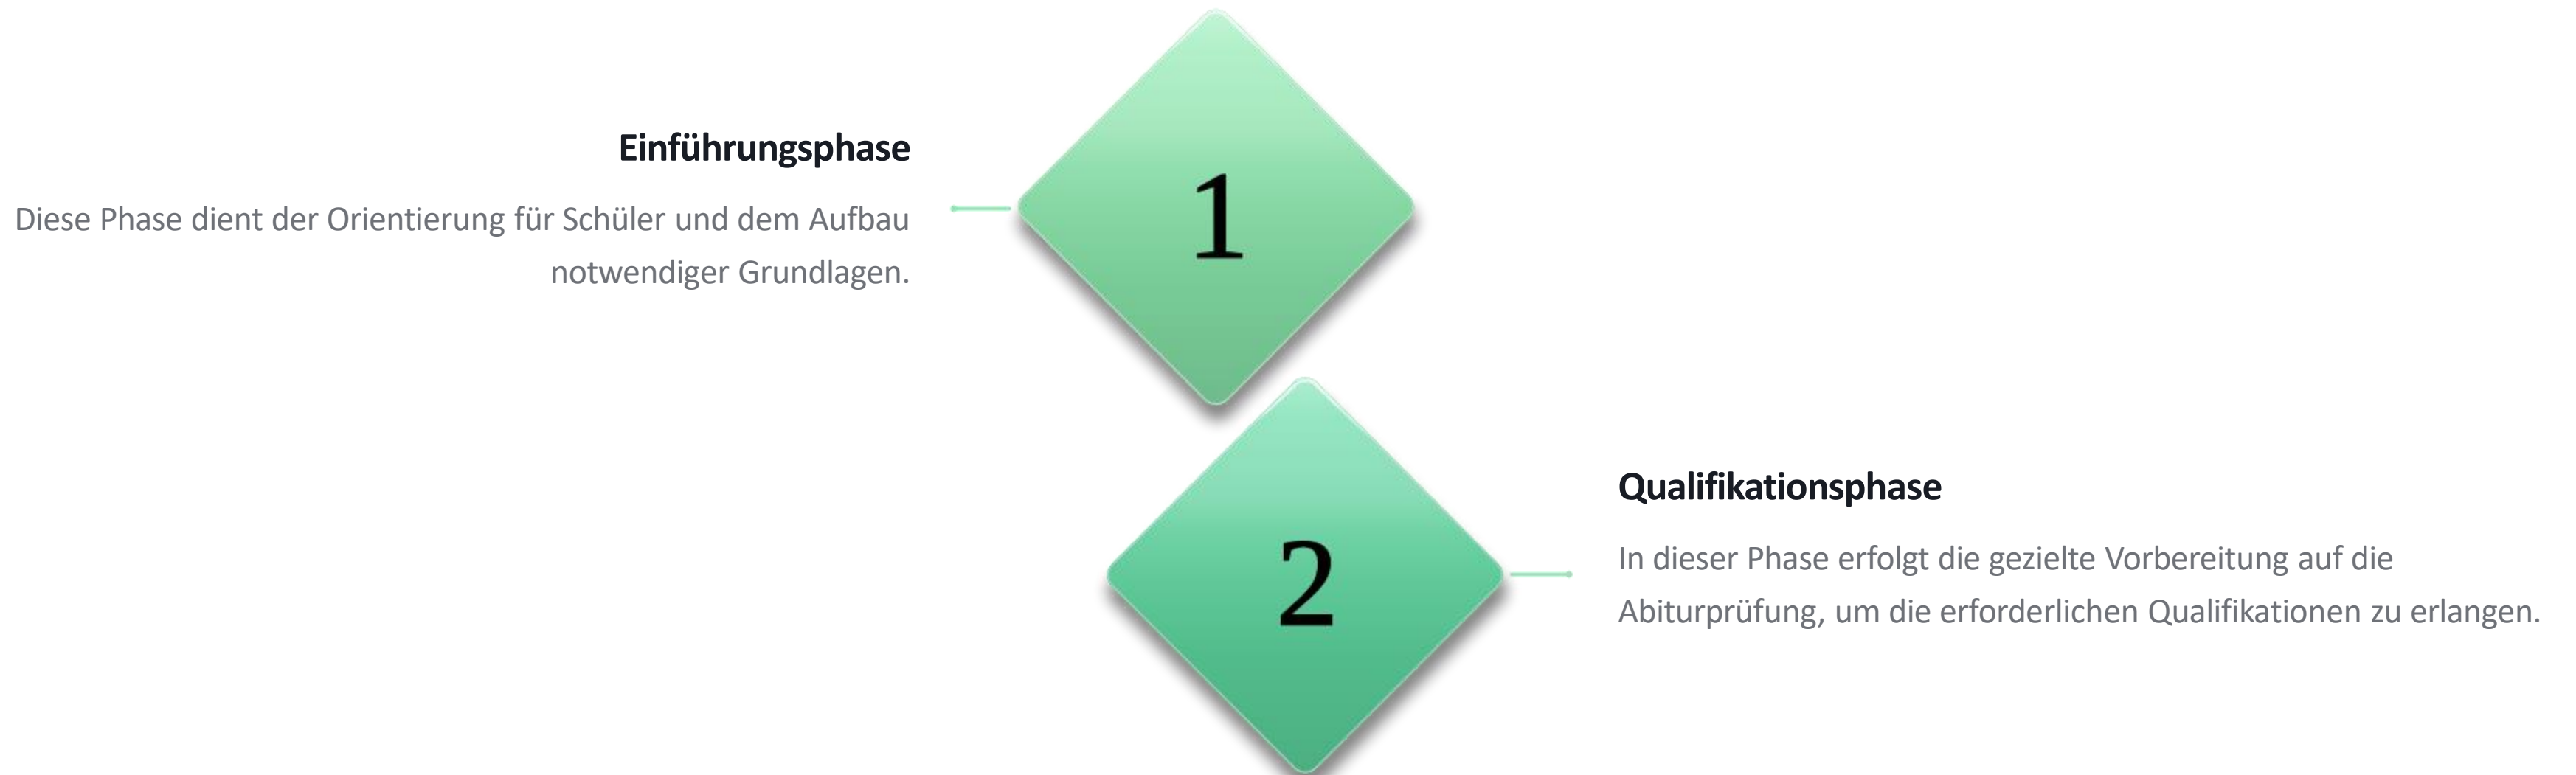 Einführungsphase
Diese Phase dient der Orientierung für Schüler und dem Aufbau
notwendiger Grundlagen.
1
2
Qualifikationsphase
In dieser Phase erfolgt die gezielte Vorbereitung auf die
Abiturprüfung, um die erforderlichen Qualifikationen zu erlangen.